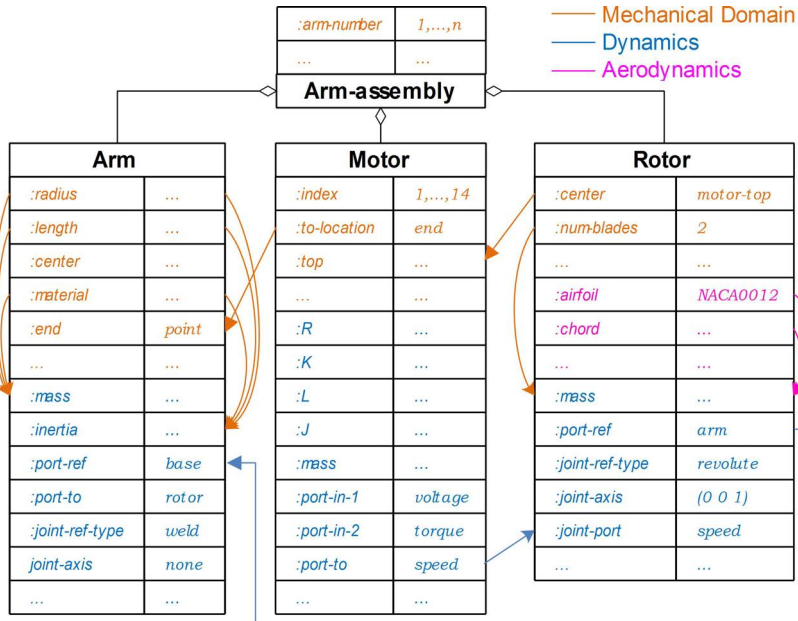 :arm-number 1,...,n
... ...
Arm-assembly
Mechanical Domain
Dynamics
Aerodynamics
Arm
:radius ...
:length ...
:center ...
:material ...
:end point
... ...
:mass ...
:inertia ...
:port-ref base
:port-to rotor
:joint-ref-type weld
joint-axis none
... ...
Motor
:index 1,...,14
:to-location end
:top ...
... ...
:R ...
:K ...
:L ...
:J ...
:mass ...
:port-in-1 voltage
:port-in-2 torque
:port-to speed
... ...
Rotor
:center motor-top
:num-blades 2
... ...
:airfoil NACA0012
:chord ...
... ...
:mass ...
:port-ref arm
:joint-ref-type revolute
:joint-axis (0 0 1)
:joint-port speed
... ...